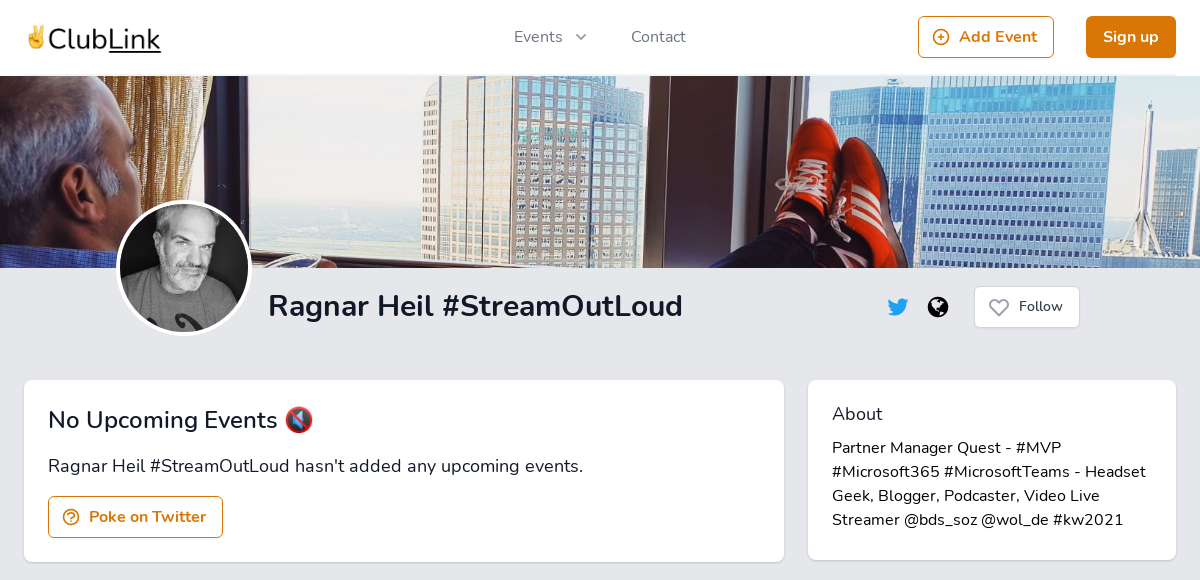 ✌️ClubLink
Events
Contact
Add Event
Sign up
Ragnar Heil #StreamOutLoud
Follow
No Upcoming Events 🔇
Ragnar Heil #StreamOutLoud hasn't added any upcoming events.
Poke on Twitter
About
Partner Manager Quest - #MVP
#Microsoft365 #MicrosoftTeams - Headset
Geek, Blogger, Podcaster, Video Live
Streamer @bds_soz @wol_de #kw2021